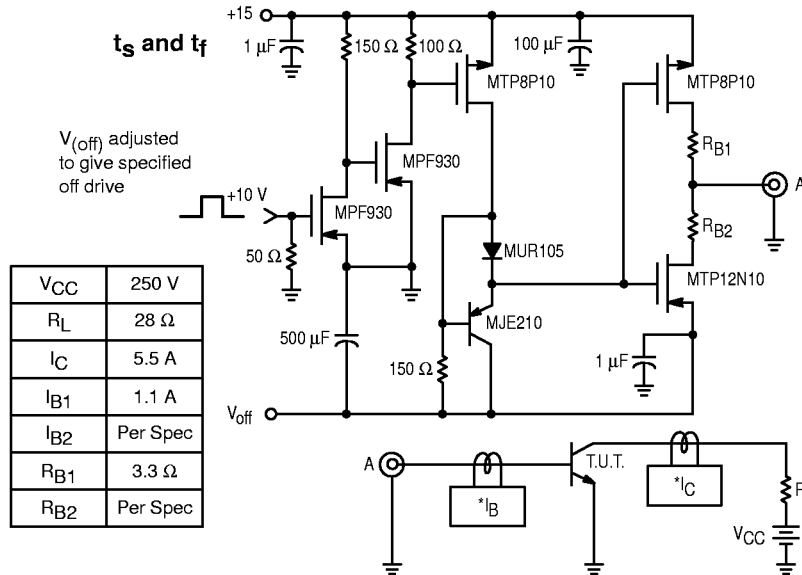 +15
t_s and t_f
1 µF
150 Ω
100 Ω
100 µF
MTP8P10
MTP8P10
V(off) adjusted
to give specified
off drive
MPF930
R_B1
A
+10 V
MPF930
R_B2
50 Ω
MUR105
MTP12N10
500 µF
MJE210
150 Ω
1 µF
V_off
V_CC 250 V
R_L 28 Ω
I_C 5.5 A
I_B1 1.1 A
I_B2 Per Spec
R_B1 3.3 Ω
R_B2 Per Spec
A
T.U.T.
*I_B
*I_C
V_CC